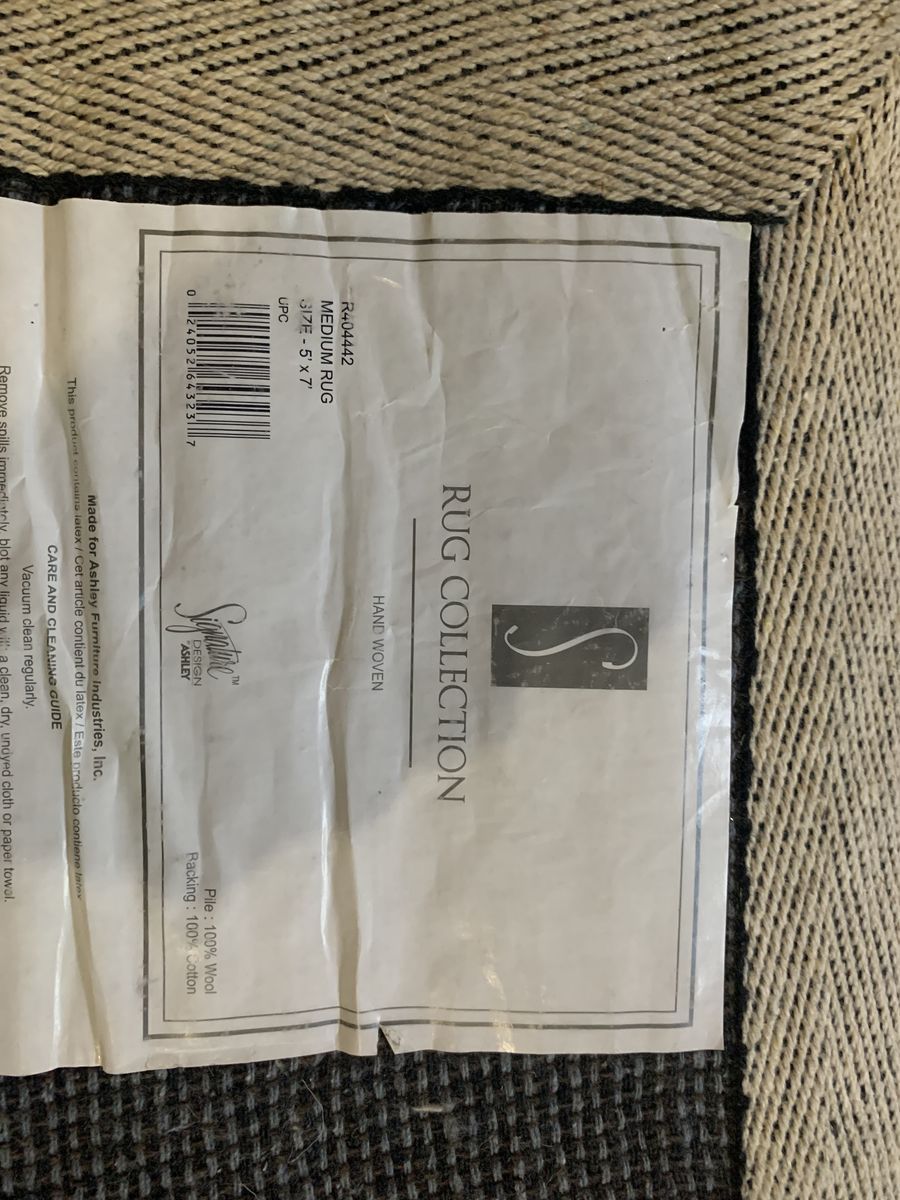 S
RUG COLLECTION
HAND WOVEN
R404442
MEDIUM RUG
SIZE - 5' x 7'
UPC
0 24052 64323 7
Signature™
DESIGN
BY ASHLEY
Pile : 100% Wool
Backing : 100% Cotton
Made for Ashley Furniture Industries, Inc.
This product contains latex / Cet article contient du latex / Este producto contiene latex
CARE AND CLEANING GUIDE
Vacuum clean regularly.
Remove spills immediately, blot any liquid with a clean, dry, undyed cloth or paper towel.